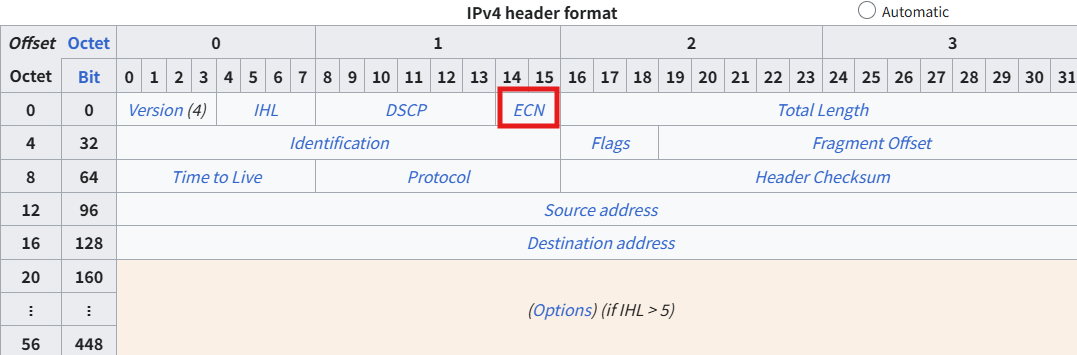 IPv4 header format
Automatic
Offset Octet 0 1 2 3
Octet Bit 0 1 2 3 4 5 6 7 8 9 10 11 12 13 14 15 16 17 18 19 20 21 22 23 24 25 26 27 28 29 30 31
0 0 Version (4) IHL DSCP ECN Total Length
4 32 Identification Flags Fragment Offset
8 64 Time to Live Protocol Header Checksum
12 96 Source address
16 128 Destination address
20 160
⋮ ⋮ (Options) (if IHL > 5)
56 448